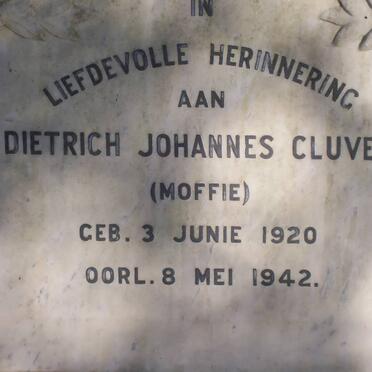 IN
LIEFDEVOLLE HERINNERING
AAN
DIETRICH JOHANNES CLUVE
(MOFFIE)
GEB. 3 JUNIE 1920
OORL. 8 MEI 1942.